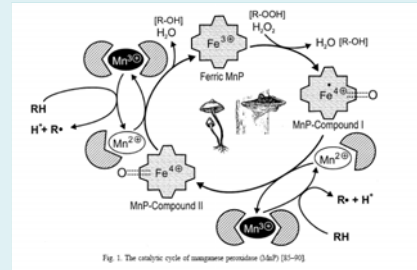 [R-OH]
H₂O
[R-OOH]
H₂O₂
Fe³⊕
Ferric MnP
H₂O [R-OH]
Mn³⊕
RH
H⁺+ R•
Mn²⊕
Fe⁴⊕
O
MnP-Compound I
Mn²⊕
O
Fe⁴⊕
MnP-Compound II
R• + H⁺
Mn³⊕
RH
Fig. 1. The catalytic cycle of manganese peroxidase (MnP) [85–90].